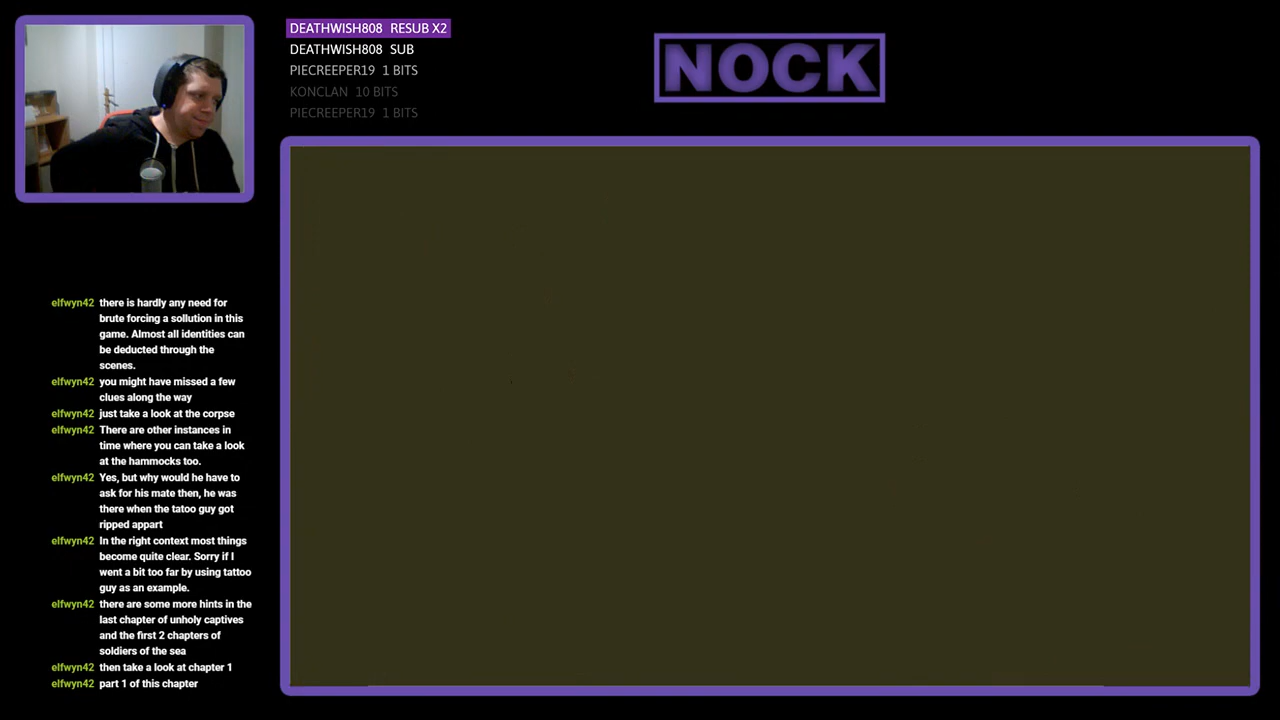 DEATHWISH808 RESUB X2
DEATHWISH808 SUB
PIECREEPER19 1 BITS
KONCLAN 10 BITS
PIECREEPER19 1 BITS
NOCK
elfwyn42 there is hardly any need for
brute forcing a sollution in this
game. Almost all identities can
be deducted through the
scenes.
elfwyn42 you might have missed a few
clues along the way
elfwyn42 just take a look at the corpse
elfwyn42 There are other instances in
time where you can take a look
at the hammocks too.
elfwyn42 Yes, but why would he have to
ask for his mate then, he was
there when the tatoo guy got
ripped appart
elfwyn42 In the right context most things
become quite clear. Sorry if I
went a bit too far by using tattoo
guy as an example.
elfwyn42 there are some more hints in the
last chapter of unholy captives
and the first 2 chapters of
soldiers of the sea
elfwyn42 then take a look at chapter 1
elfwyn42 part 1 of this chapter